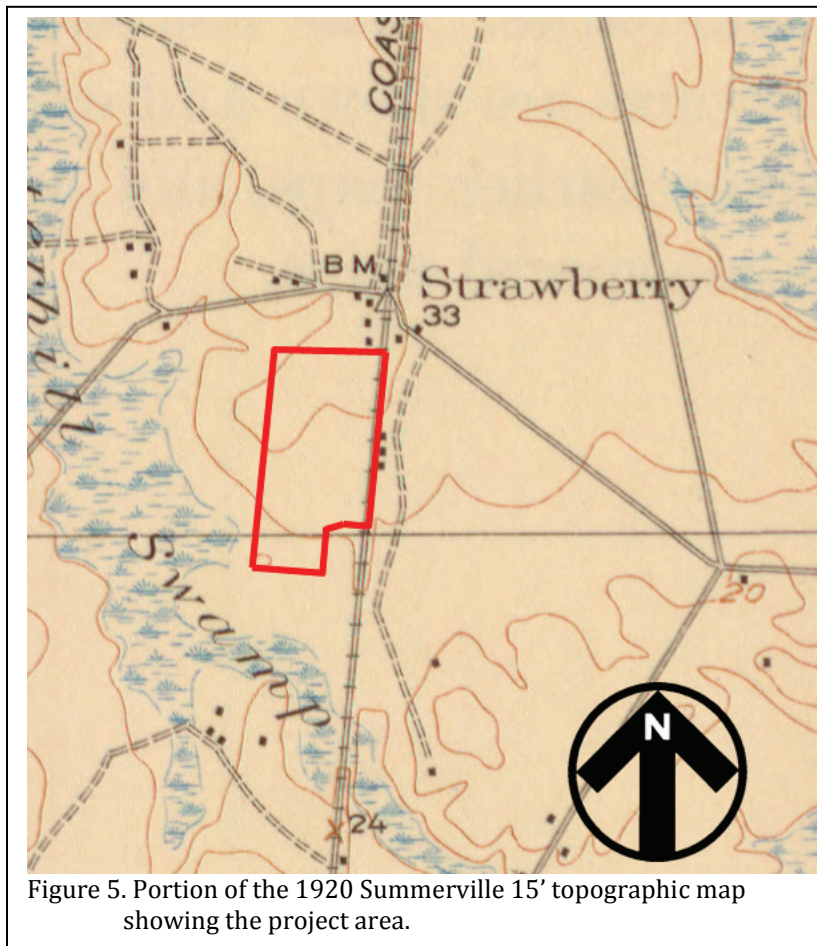 COAS
B M
Strawberry
33
erhill
Swamp
20
N
24
Figure 5. Portion of the 1920 Summerville 15’ topographic map
showing the project area.